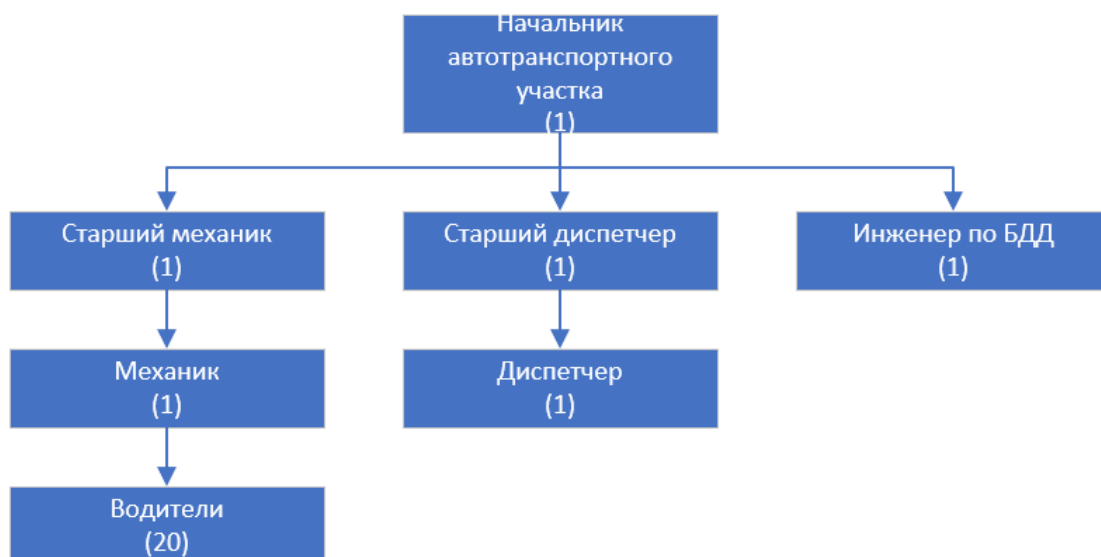 Начальник
автотранспортного
участка
(1)
Старший механик
(1)
Старший диспетчер
(1)
Инженер по БДД
(1)
Механик
(1)
Диспетчер
(1)
Водители
(20)